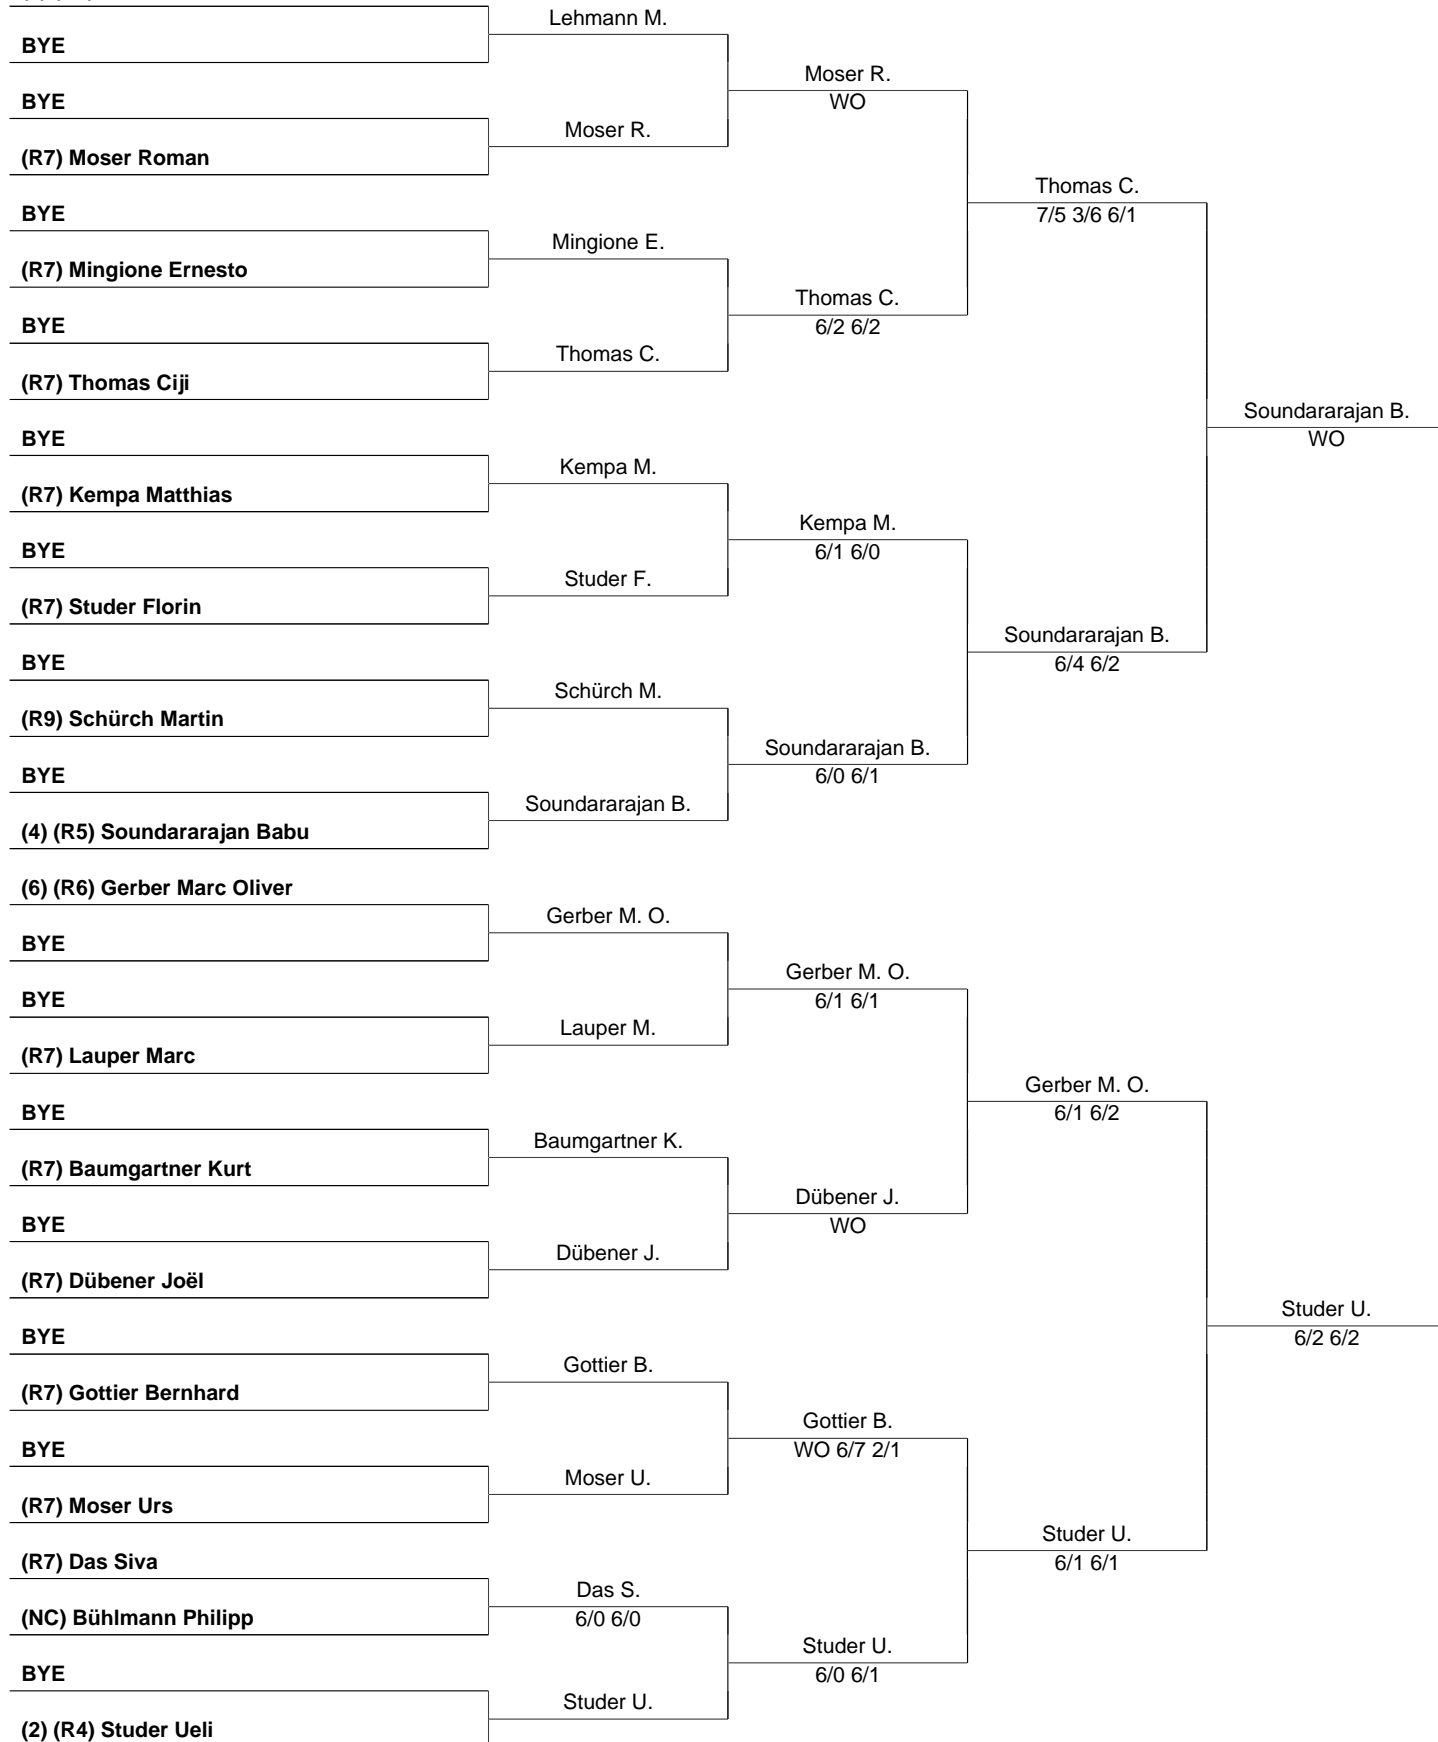 BYE
BYE
(R7) Moser Roman
BYE
(R7) Mingione Ernesto
BYE
(R7) Thomas Ciji
BYE
(R7) Kempa Matthias
BYE
(R7) Studer Florin
BYE
(R9) Schürch Martin
BYE
(4) (R5) Soundararajan Babu
(6) (R6) Gerber Marc Oliver
BYE
BYE
(R7) Lauper Marc
BYE
(R7) Baumgartner Kurt
BYE
(R7) Dübener Joël
BYE
(R7) Gottier Bernhard
BYE
(R7) Moser Urs
(R7) Das Siva
(NC) Bühlmann Philipp
BYE
(2) (R4) Studer Ueli
Lehmann M.
Moser R.
Mingione E.
Thomas C.
Kempa M.
Studer F.
Schürch M.
Soundararajan B.
Gerber M. O.
Lauper M.
Baumgartner K.
Dübener J.
Gottier B.
Moser U.
Das S.
6/0 6/0
Studer U.
Moser R.
WO
Thomas C.
6/2 6/2
Kempa M.
6/1 6/0
Soundararajan B.
6/0 6/1
Gerber M. O.
6/1 6/1
Dübener J.
WO
Gottier B.
WO 6/7 2/1
Studer U.
6/0 6/1
Thomas C.
7/5 3/6 6/1
Soundararajan B.
6/4 6/2
Gerber M. O.
6/1 6/2
Studer U.
6/1 6/1
Soundararajan B.
WO
Studer U.
6/2 6/2